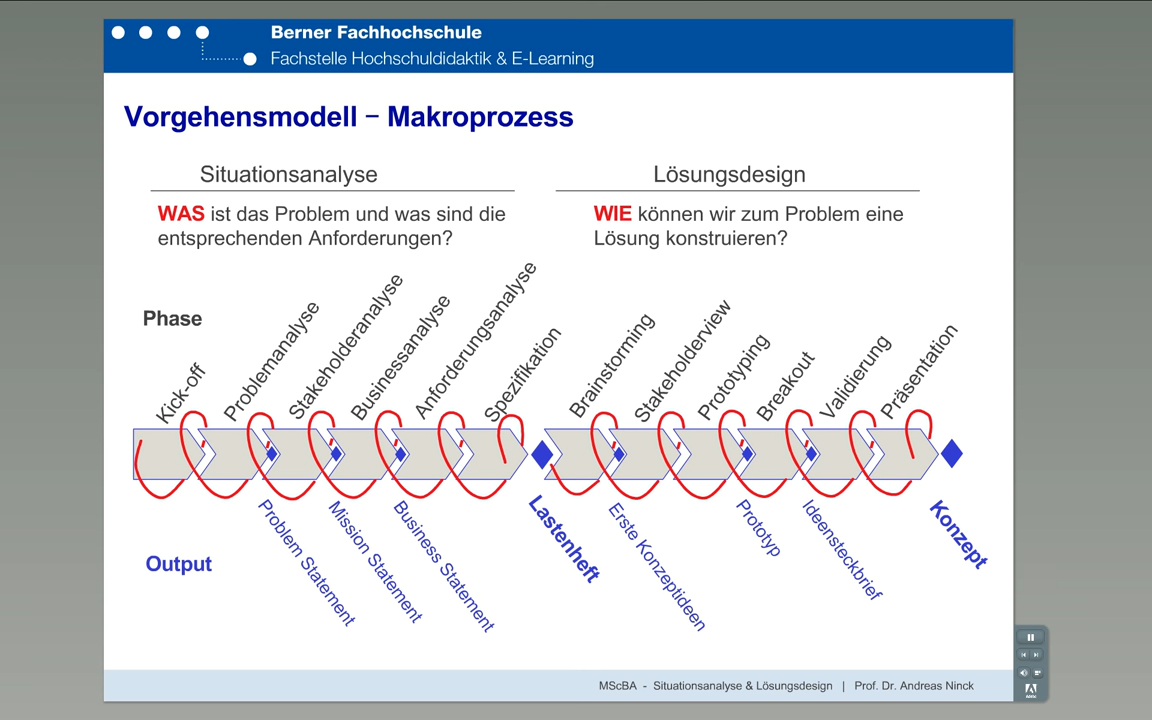 Berner Fachhochschule
Fachstelle Hochschuldidaktik & E-Learning
Vorgehensmodell – Makroprozess
Situationsanalyse
WAS ist das Problem und was sind die
entsprechenden Anforderungen?
Lösungsdesign
WIE können wir zum Problem eine
Lösung konstruieren?
Phase
Kick-off
Problemanalyse
Stakeholderanalyse
Businessanalyse
Anforderungsanalyse
Spezifikation
Brainstorming
Stakeholderview
Prototyping
Breakout
Validierung
Präsentation
Output
Problem Statement
Mission Statement
Business Statement
Lastenheft
Erste Konzeptideen
Prototyp
Ideensteckbrief
Konzept
MScBA - Situationsanalyse & Lösungsdesign | Prof. Dr. Andreas Ninck